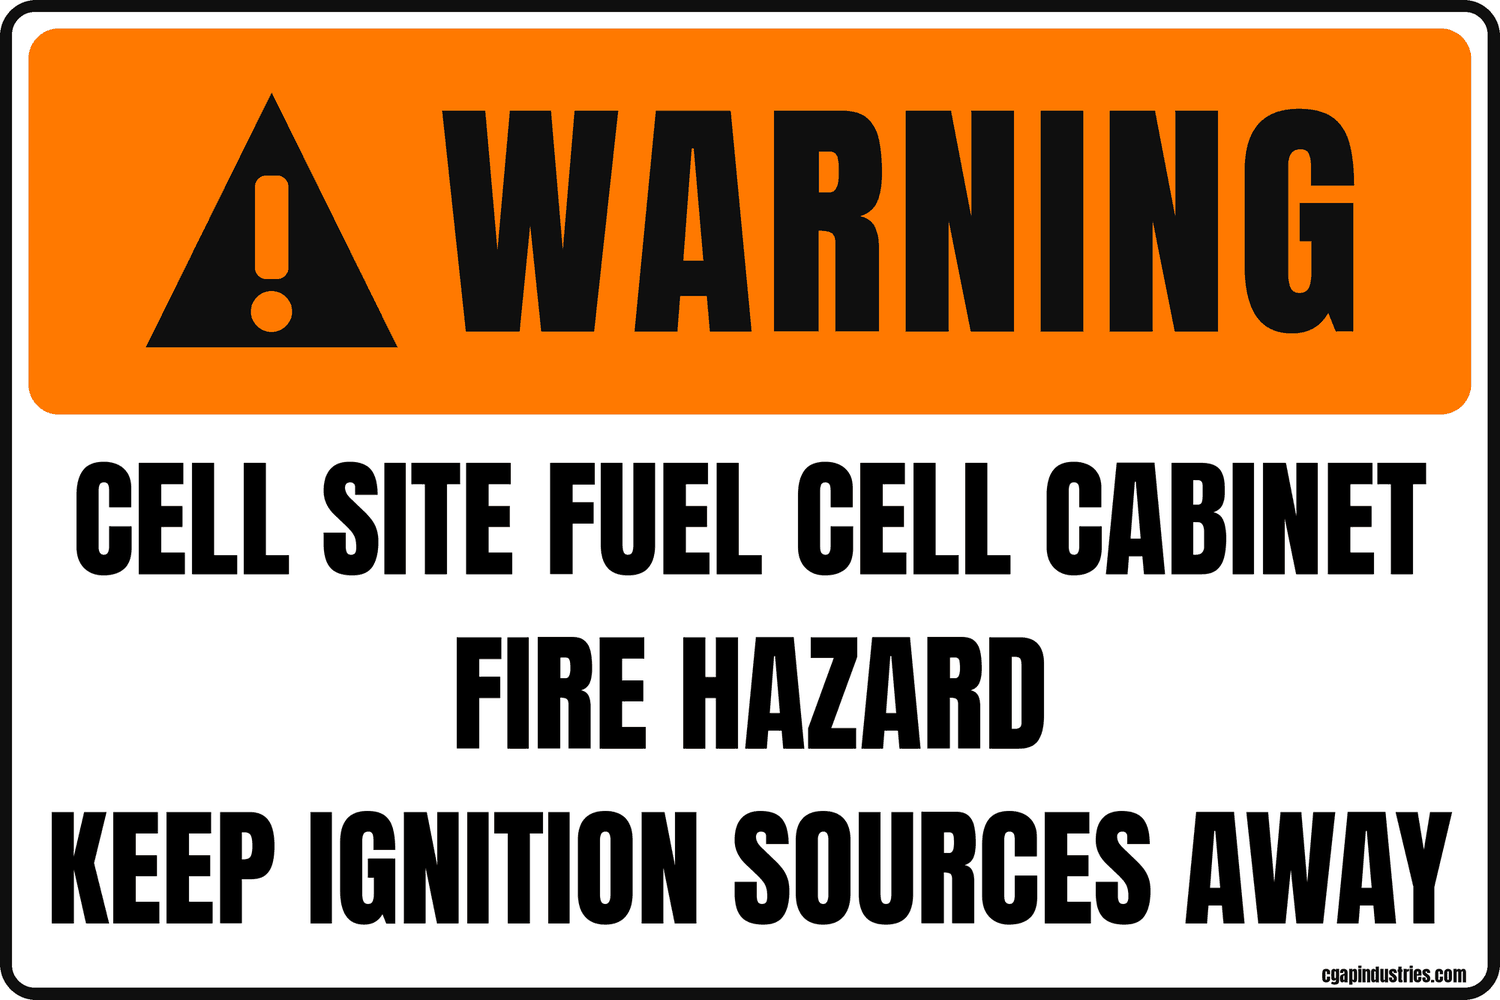 WARNING
CELL SITE FUEL CELL CABINET
FIRE HAZARD
KEEP IGNITION SOURCES AWAY
cgapindustries.com